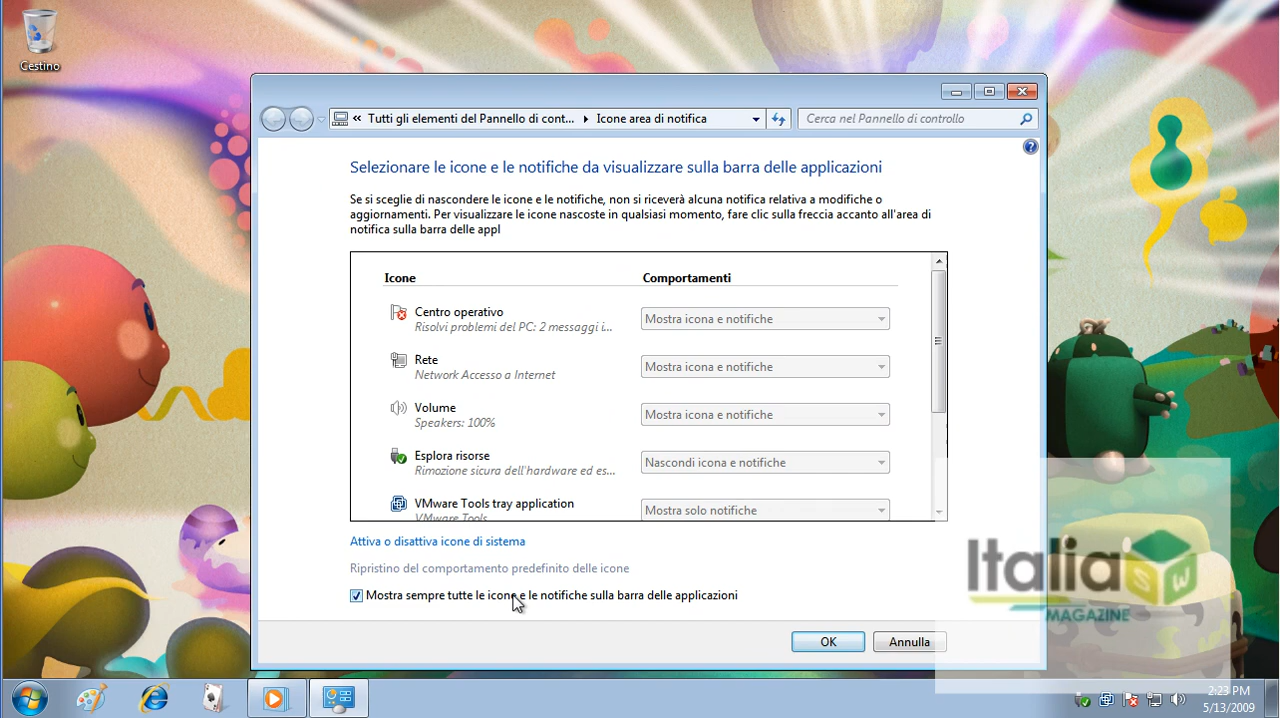 Cestino
« Tutti gli elementi del Pannello di cont... ▸ Icone area di notifica
Cerca nel Pannello di controllo
Selezionare le icone e le notifiche da visualizzare sulla barra delle applicazioni
Se si sceglie di nascondere le icone e le notifiche, non si riceverà alcuna notifica relativa a modifiche o
aggiornamenti. Per visualizzare le icone nascoste in qualsiasi momento, fare clic sulla freccia accanto all'area di
notifica sulla barra delle appl
Icone Comportamenti
Centro operativo
Risolvi problemi del PC: 2 messaggi i...
Mostra icona e notifiche
Rete
Network Accesso a Internet
Mostra icona e notifiche
Volume
Speakers: 100%
Mostra icona e notifiche
Esplora risorse
Rimozione sicura dell'hardware ed es...
Nascondi icona e notifiche
VMware Tools tray application
VMware Tools
Mostra solo notifiche
Attiva o disattiva icone di sistema
Ripristino del comportamento predefinito delle icone
Mostra sempre tutte le icone e le notifiche sulla barra delle applicazioni
OK Annulla
Italia SW
MAGAZINE
2:23 PM
5/13/2009